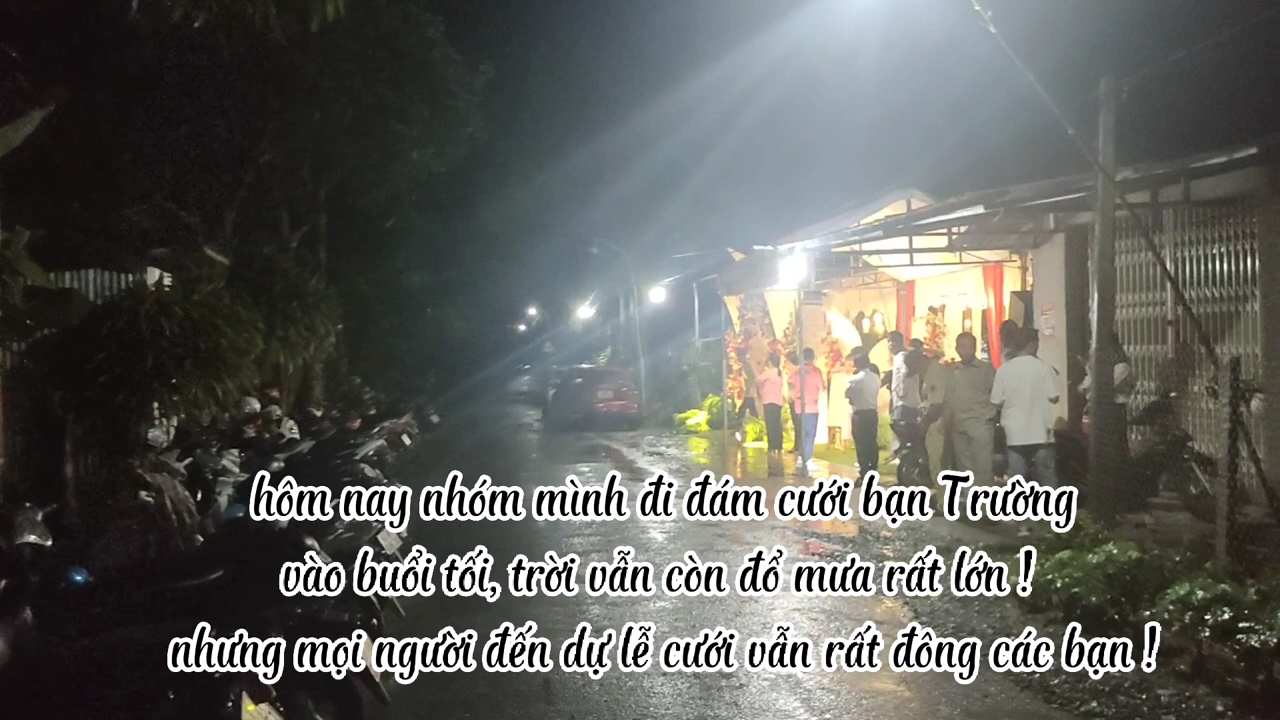 hôm nay nhóm mình đi đám cưới bạn Trường
vào buổi tối, trời vẫn còn đổ mưa rất lớn !
nhưng mọi người đến dự lễ cưới vẫn rất đông các bạn !